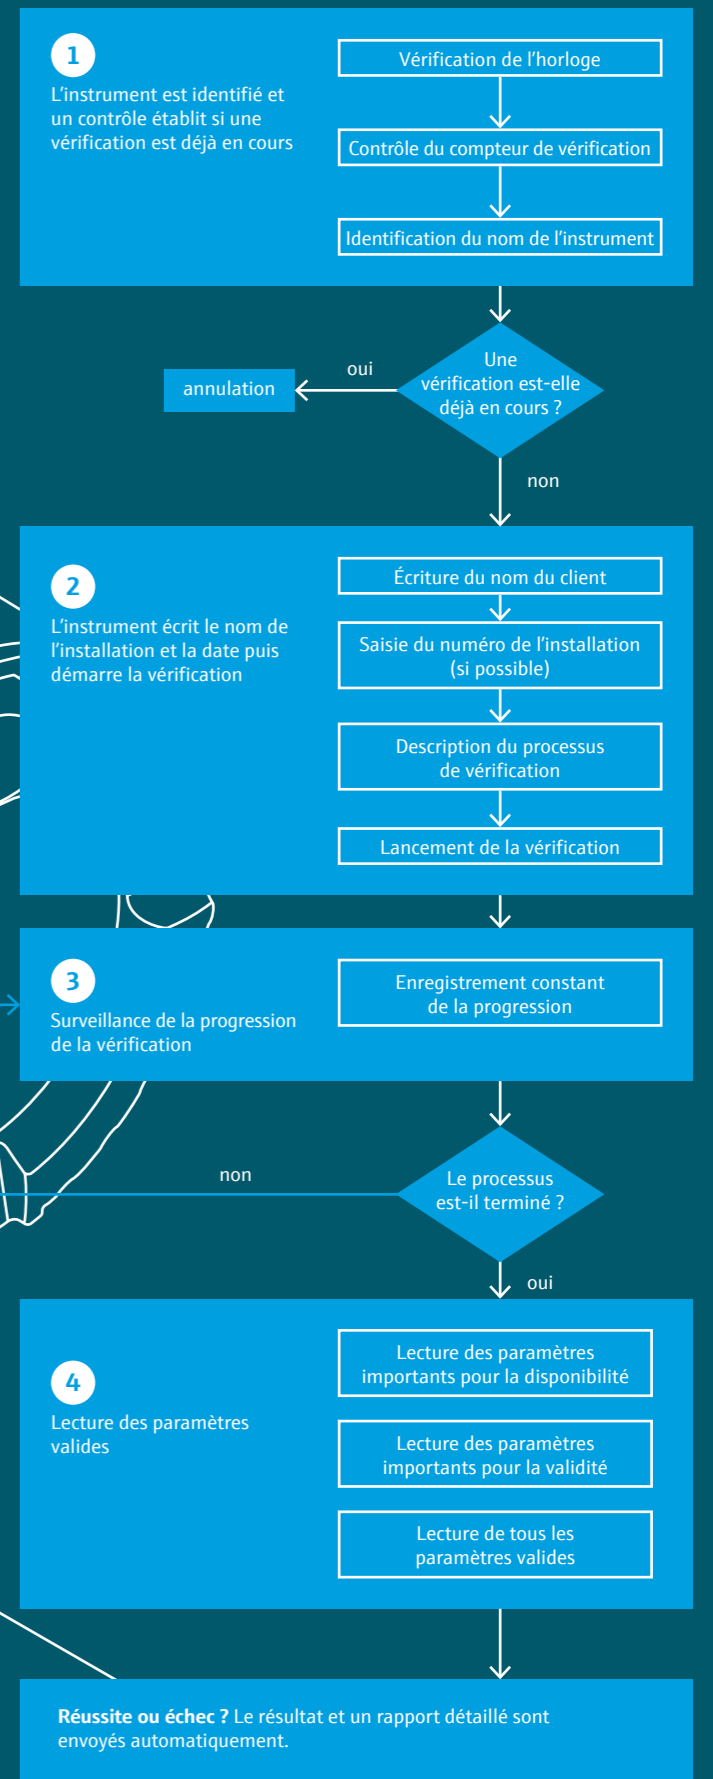 1
L'instrument est identifié et
un contrôle établit si une
vérification est déjà en cours
Vérification de l'horloge
Contrôle du compteur de vérification
Identification du nom de l'instrument
Une
vérification est-elle
déjà en cours ?
oui
annulation
non
2
L'instrument écrit le nom de
l'installation et la date puis
démarre la vérification
Écriture du nom du client
Saisie du numéro de l'installation
(si possible)
Description du processus
de vérification
Lancement de la vérification
3
Surveillance de la progression
de la vérification
Enregistrement constant
de la progression
Le processus
est-il terminé ?
non
oui
4
Lecture des paramètres
valides
Lecture des paramètres
importants pour la disponibilité
Lecture des paramètres
importants pour la validité
Lecture de tous les
paramètres valides
Réussite ou échec ? Le résultat et un rapport détaillé sont
envoyés automatiquement.